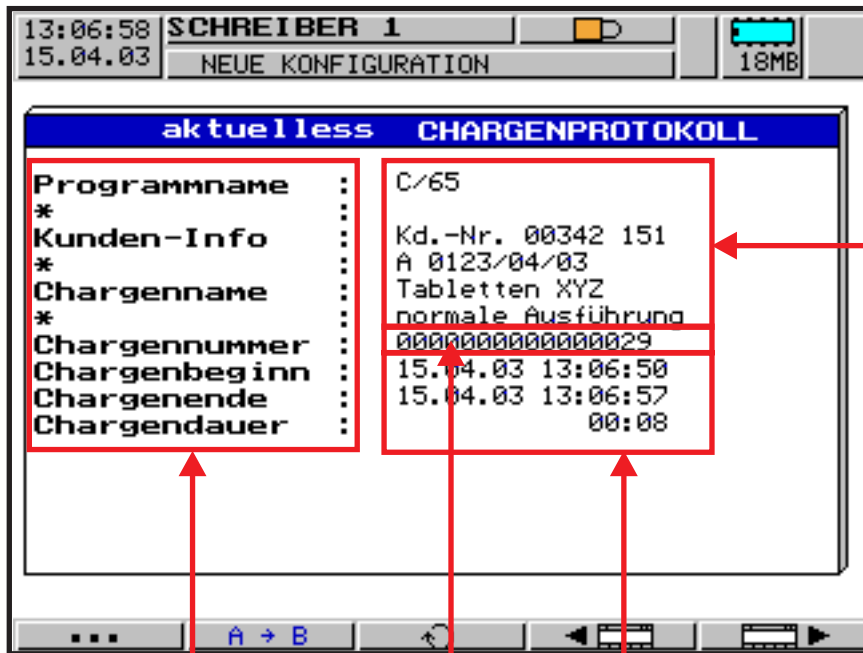 13:06:58 SCHREIBER 1
15.04.03 NEUE KONFIGURATION 18MB
aktuelless CHARGENPROTOKOLL
Programmname : C/65
* :
Kunden-Info : Kd.-Nr. 00342 151
* : A 0123/04/03
Chargenname : Tabletten XYZ
* : normale Ausführung
Chargennummer : 0000000000000029
Chargenbeginn : 15.04.03 13:06:50
Chargenende : 15.04.03 13:06:57
Chargendauer : 00:08
... A → B